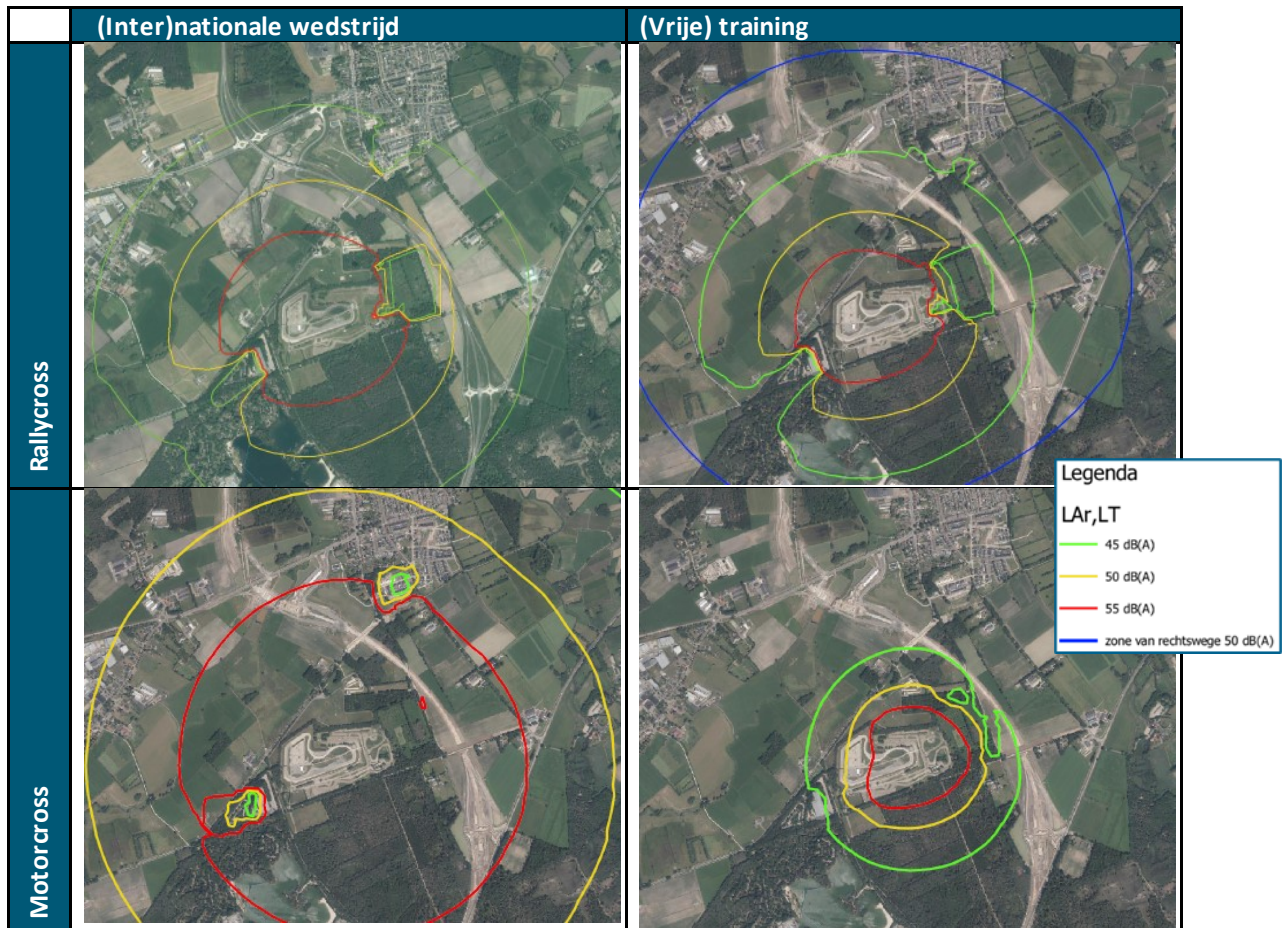 (Inter)nationale wedstrijd
(Vrije) training
Rallycross
Motorcross
Legenda
LAr,LT
45 dB(A)
50 dB(A)
55 dB(A)
zone van rechtswege 50 dB(A)